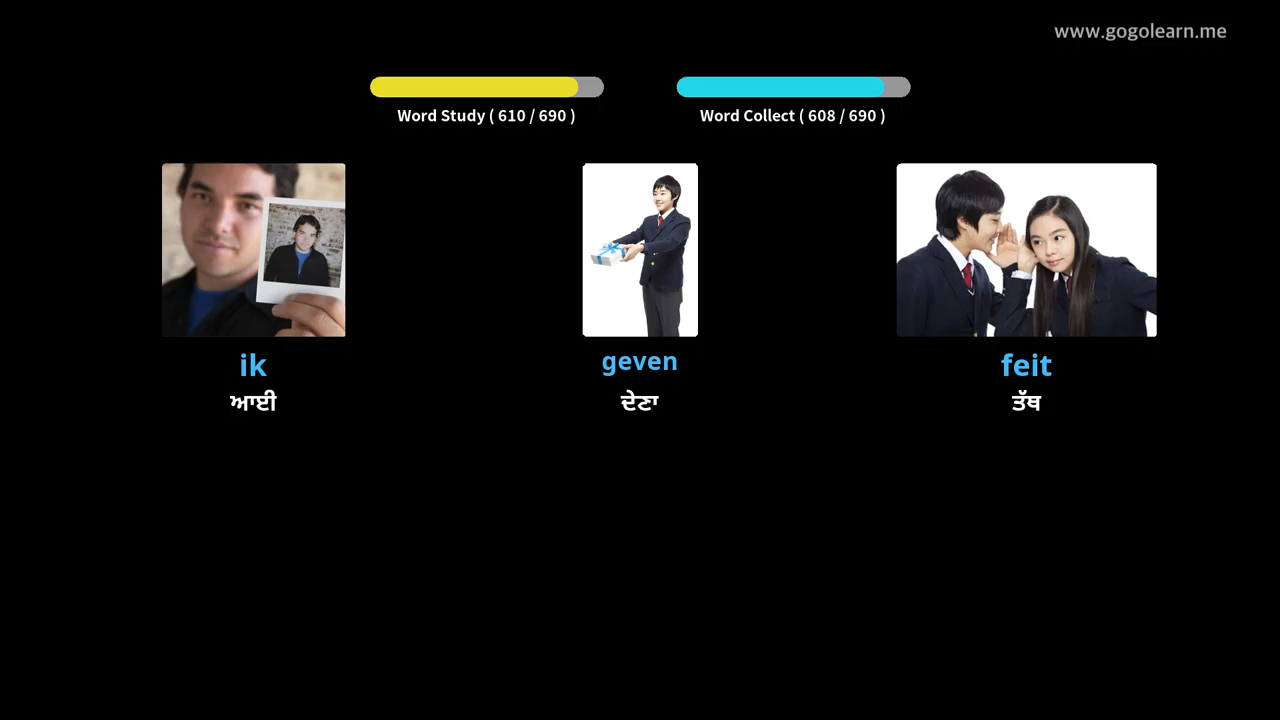 www.gogolearn.me
Word Study ( 610 / 690 )
Word Collect ( 608 / 690 )
ik
geven
feit
ਆਈ
ਦੇਣਾ
ਤੱਥ